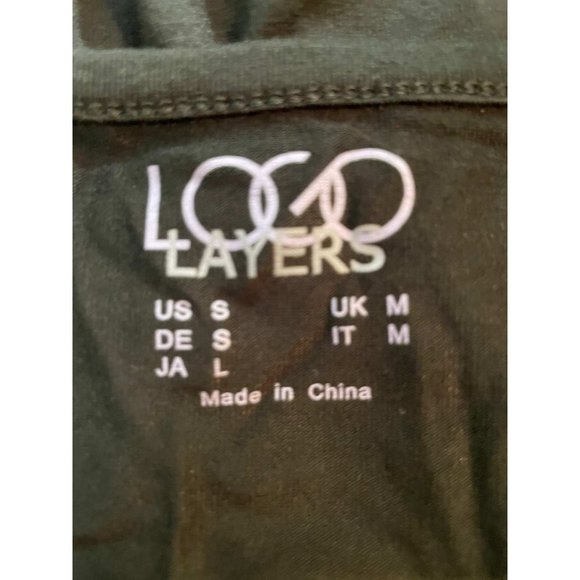 LOGO
LAYERS
US S UK M
DE S IT M
JA L
Made in China